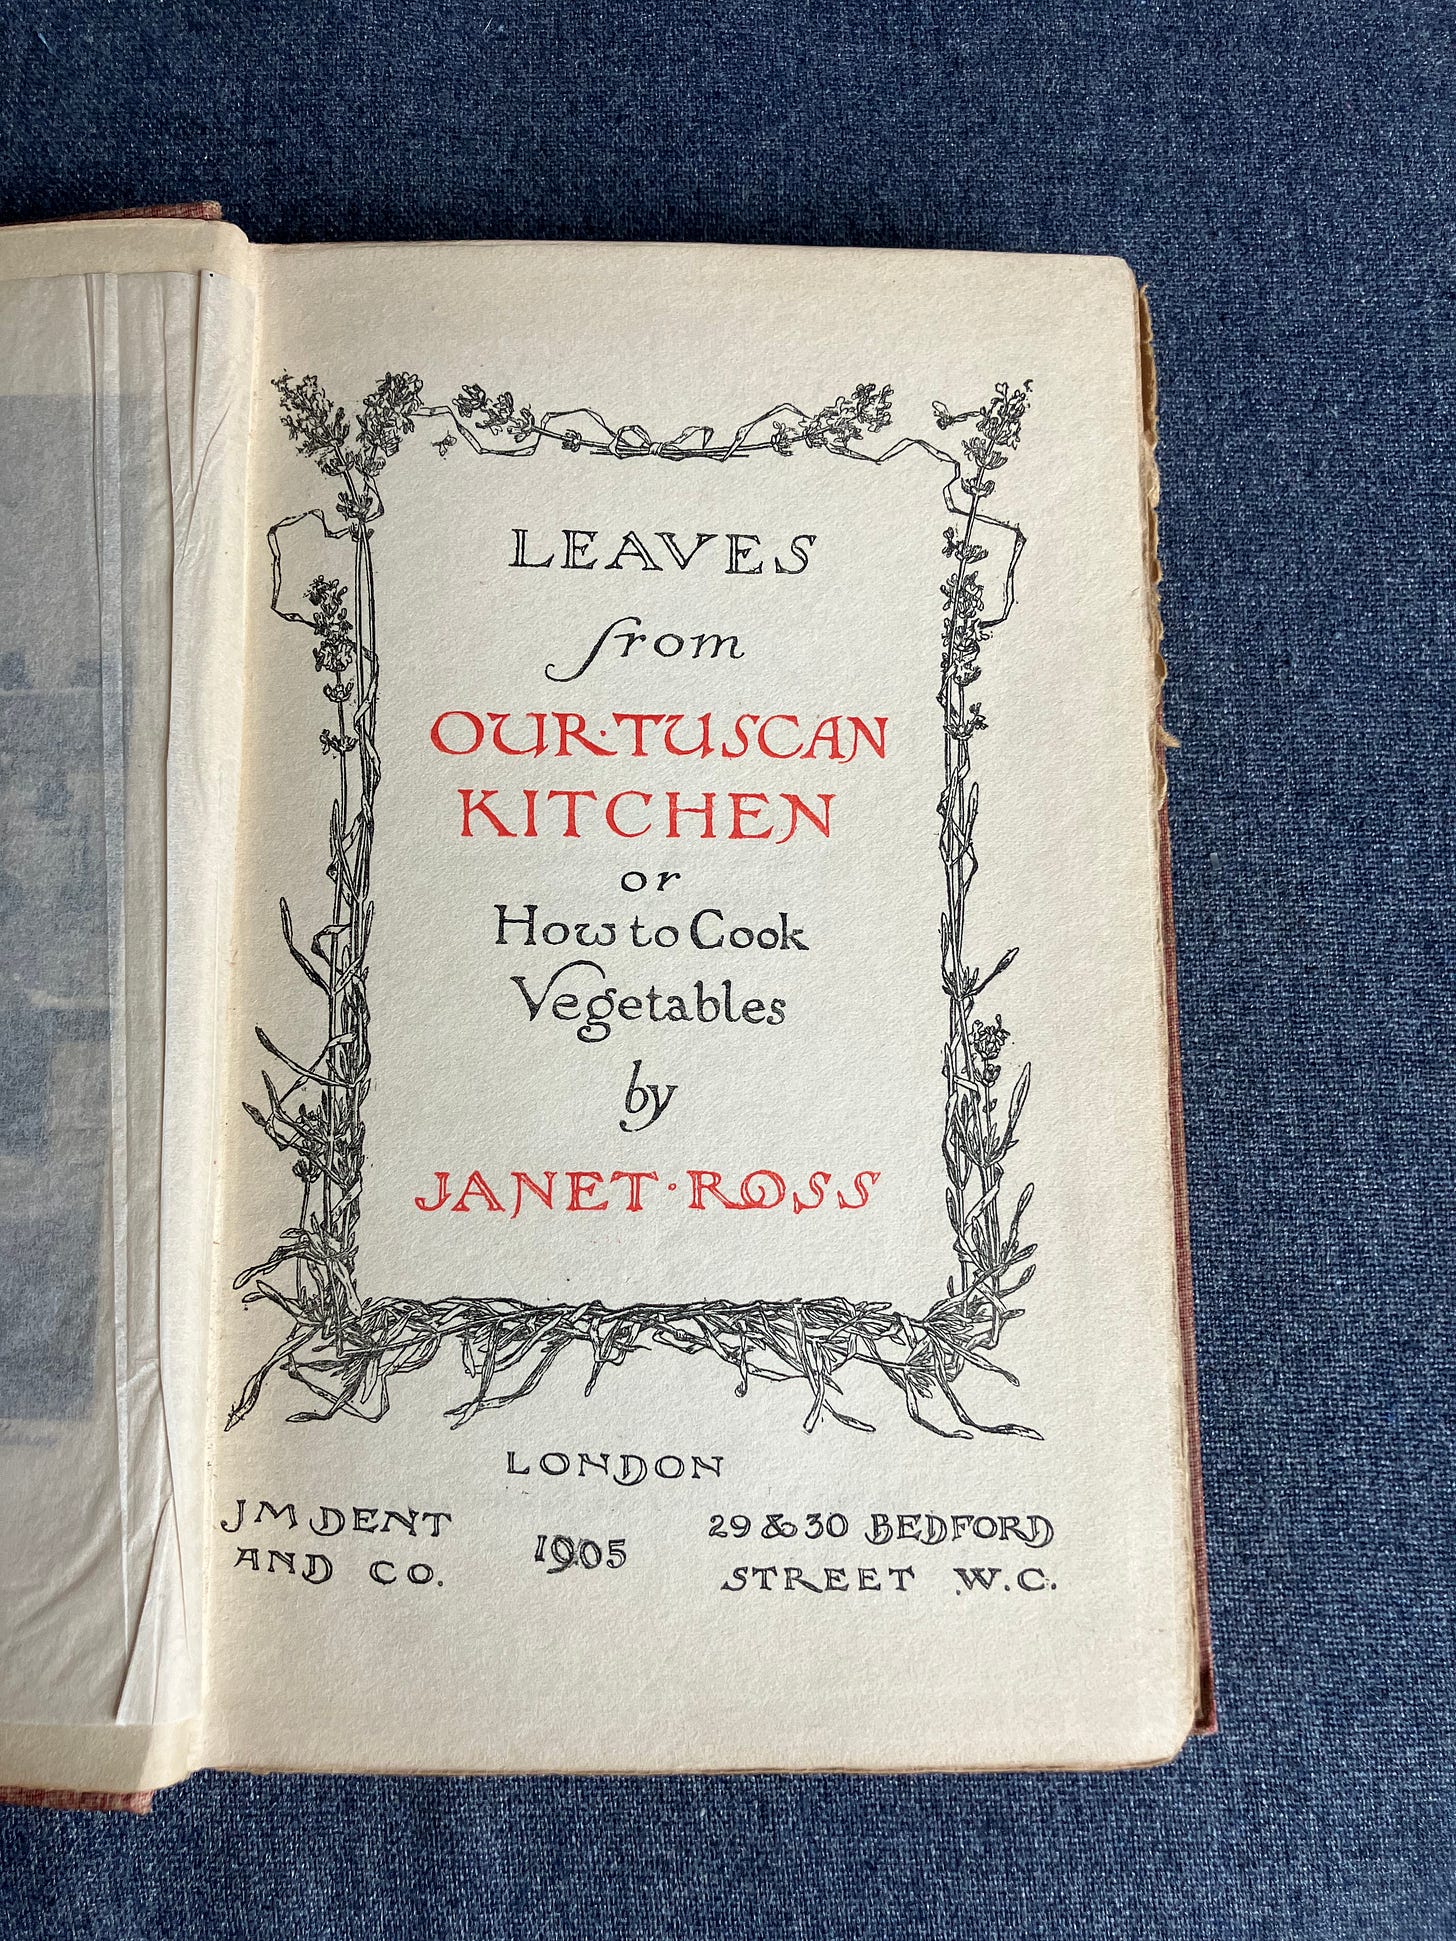 LEAVES
from
OUR·TUSCAN
KITCHEN
or
How to Cook
Vegetables
by
JANET·ROSS
LONDON
JM DENT
AND CO.
1905
29 & 30 BEDFORD
STREET W.C.